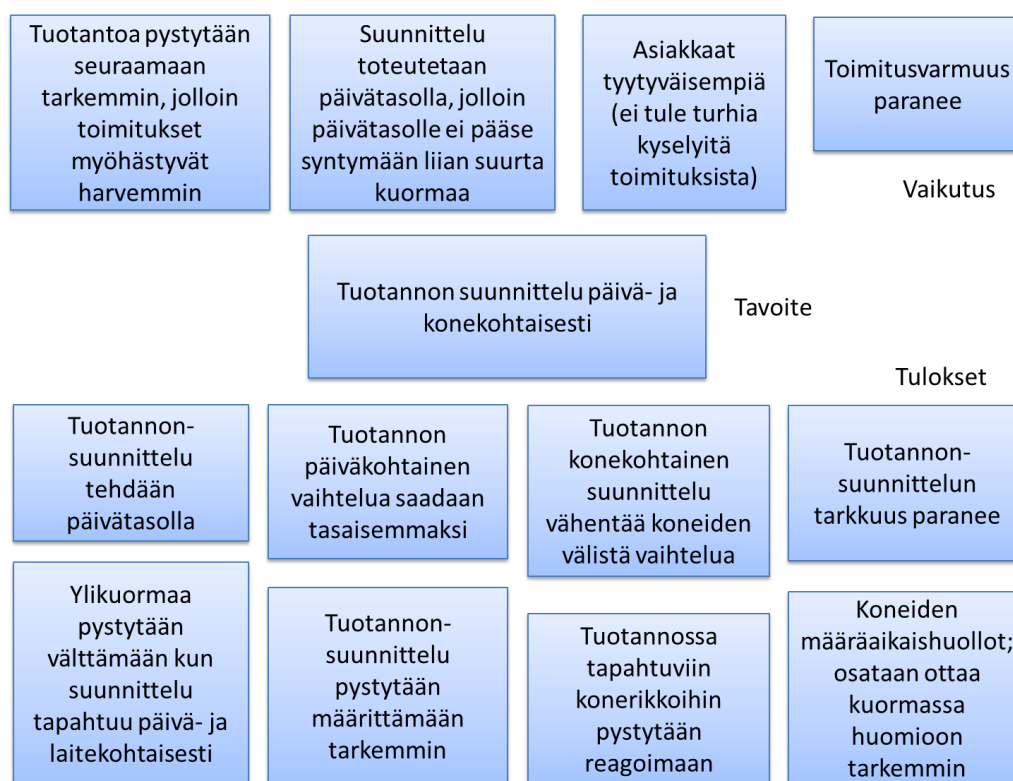 Tuotantoa pystytään
seuraamaan
tarkemmin, jolloin
toimitukset
myöhästyvät
harvemmin
Suunnittelu
toteutetaan
päivätasolla, jolloin
päivätasolle ei pääse
syntymään liian suurta
kuormaa
Asiakkaat
tyytyväisempiä
(ei tule turhia
kyselyitä
toimituksista)
Toimitusvarmuus
paranee
Vaikutus
Tuotannon suunnittelu päivä- ja
konekohtaisesti
Tavoite
Tulokset
Tuotannon-
suunnittelu
tehdään
päivätasolla
Tuotannon
päiväkohtainen
vaihtelua saadaan
tasaisemmaksi
Tuotannon
konekohtainen
suunnittelu
vähentää koneiden
välistä vaihtelua
Tuotannon-
suunnittelun
tarkkuus paranee
Ylikuormaa
pystytään
välttämään kun
suunnittelu
tapahtuu päivä- ja
laitekohtaisesti
Tuotannon-
suunnittelu
pystytään
määrittämään
tarkemmin
Tuotannossa
tapahtuviin
konerikkoihin
pystytään
reagoimaan
Koneiden
määräaikaishuollot;
osataan ottaa
kuormassa
huomioon
tarkemmin